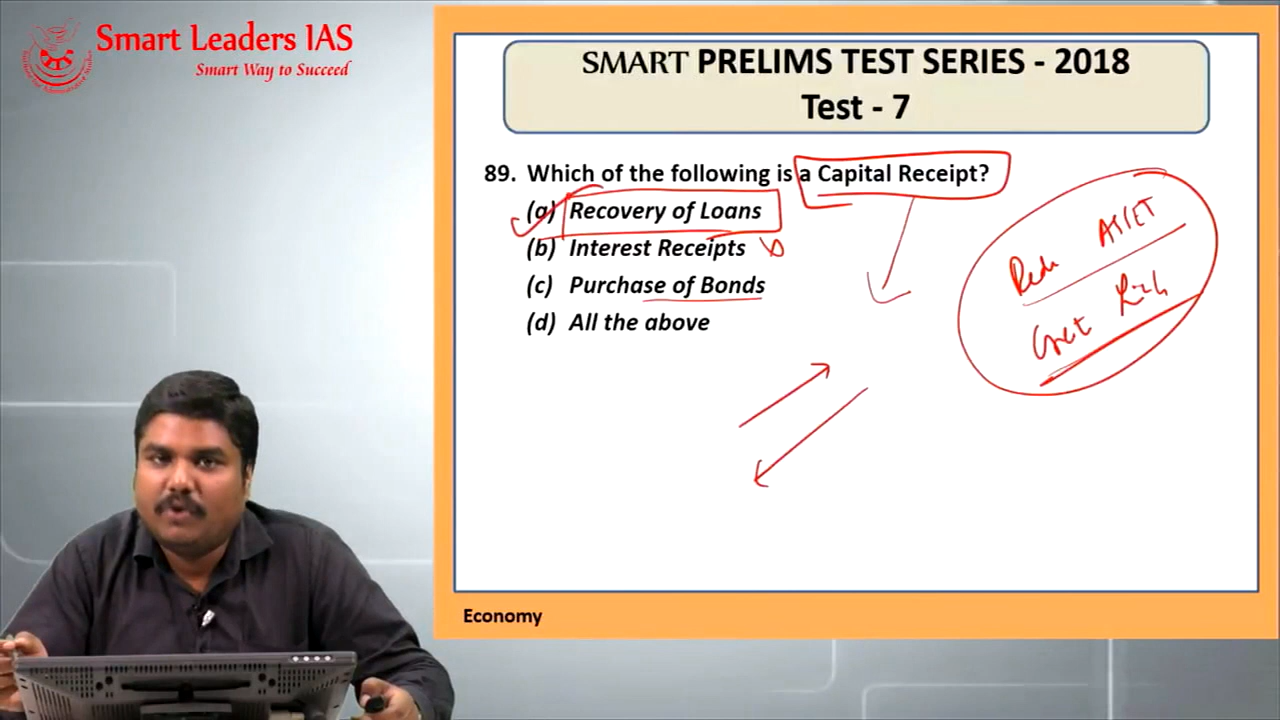 Smart Leaders IAS
Smart Way to Succeed
SMART PRELIMS TEST SERIES - 2018
Test - 7
89. Which of the following is a Capital Receipt?
(a) Recovery of Loans
(b) Interest Receipts
(c) Purchase of Bonds
(d) All the above
ASSET
Economy